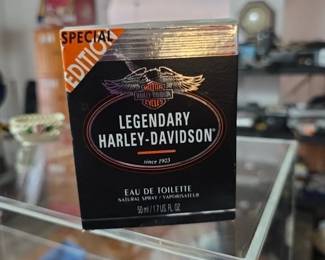 SPECIAL
EDITION
HARLEY-DAVIDSON
CYCLES
LEGENDARY
HARLEY-DAVIDSON®
since 1903
EAU DE TOILETTE
NATURAL SPRAY / VAPORISATEUR
50 ml / 1.7 US FL. OZ